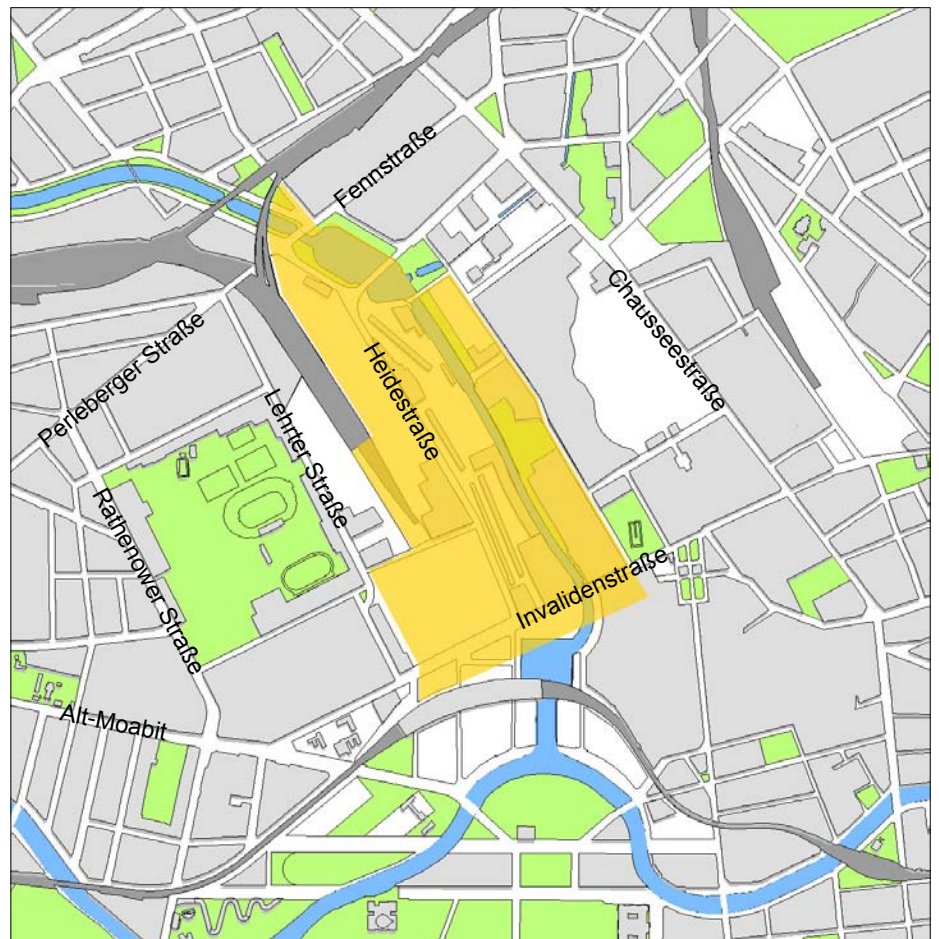 Fennstraße
Chausseestraße
Perleberger Straße
Heidestraße
Lehrter Straße
Rathenower Straße
Invalidenstraße
Alt-Moabit